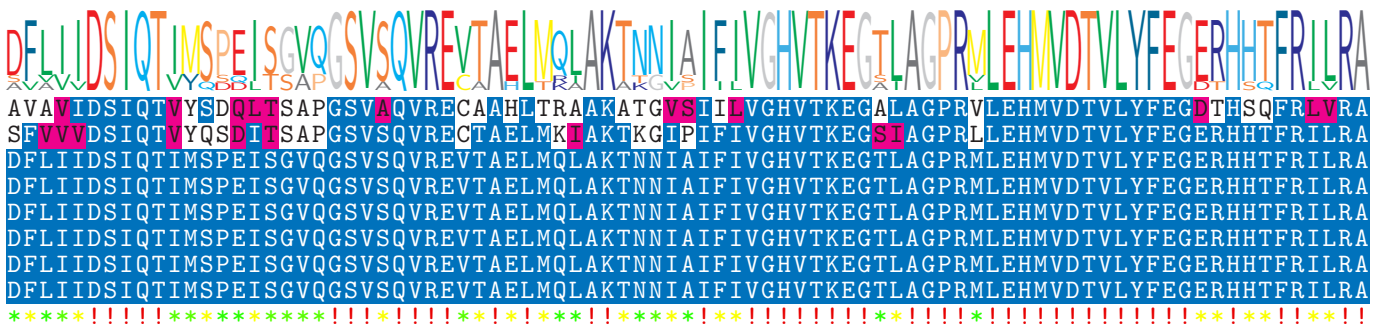 DFLIIDSIQTIMSPEISGVQGSVSQVREVTAELMQLAKTNNIAIFIVGHVTKEGTLAGPRMLEHMVDTVLYFEGERHHTFRILRA
AVAVIDSIQTVYSDQLTSAPGSVAQVRECAAHLTRAAKATGVSIILVGHVTKEGALAGPRVLEHMVDTVLYFEGDTHSQFRLVRA
SFVVVDSIQTVYQSDITSAPGSVSQVRECTAELMKIAKTKGIPIFIVGHVTKEGSIAGPRLLEHMVDTVLYFEGERHHTFRILRA
DFLIIDSIQTIMSPEISGVQGSVSQVREVTAELMQLAKTNNIAIFIVGHVTKEGTLAGPRMLEHMVDTVLYFEGERHHTFRILRA
DFLIIDSIQTIMSPEISGVQGSVSQVREVTAELMQLAKTNNIAIFIVGHVTKEGTLAGPRMLEHMVDTVLYFEGERHHTFRILRA
DFLIIDSIQTIMSPEISGVQGSVSQVREVTAELMQLAKTNNIAIFIVGHVTKEGTLAGPRMLEHMVDTVLYFEGERHHTFRILRA
DFLIIDSIQTIMSPEISGVQGSVSQVREVTAELMQLAKTNNIAIFIVGHVTKEGTLAGPRMLEHMVDTVLYFEGERHHTFRILRA
DFLIIDSIQTIMSPEISGVQGSVSQVREVTAELMQLAKTNNIAIFIVGHVTKEGTLAGPRMLEHMVDTVLYFEGERHHTFRILRA
DFLIIDSIQTIMSPEISGVQGSVSQVREVTAELMQLAKTNNIAIFIVGHVTKEGTLAGPRMLEHMVDTVLYFEGERHHTFRILRA
*****!!!!!**********!!!*!!!!**!*!***!!*****!**!!!!!!!!**!!!!*!!!!!!!!!!!!!**!**!!**!!